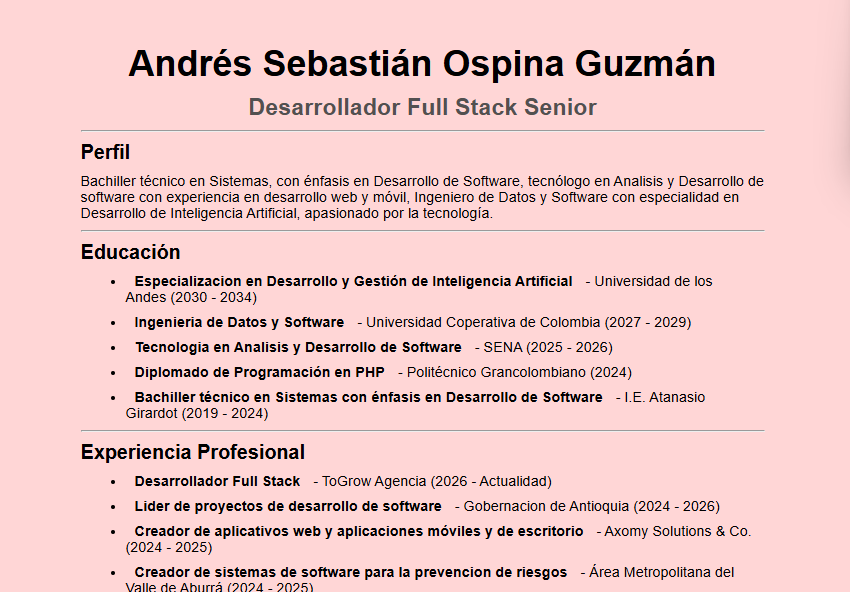 Andrés Sebastián Ospina Guzmán
Desarrollador Full Stack Senior
Perfil
Bachiller técnico en Sistemas, con énfasis en Desarrollo de Software, tecnólogo en Analisis y Desarrollo de
software con experiencia en desarrollo web y móvil, Ingeniero de Datos y Software con especialidad en
Desarrollo de Inteligencia Artificial, apasionado por la tecnología.
Educación
• Especializacion en Desarrollo y Gestión de Inteligencia Artificial - Universidad de los
Andes (2030 - 2034)
• Ingenieria de Datos y Software - Universidad Coperativa de Colombia (2027 - 2029)
• Tecnologia en Analisis y Desarrollo de Software - SENA (2025 - 2026)
• Diplomado de Programación en PHP - Politécnico Grancolombiano (2024)
• Bachiller técnico en Sistemas con énfasis en Desarrollo de Software - I.E. Atanasio
Girardot (2019 - 2024)
Experiencia Profesional
• Desarrollador Full Stack - ToGrow Agencia (2026 - Actualidad)
• Lider de proyectos de desarrollo de software - Gobernacion de Antioquia (2024 - 2026)
• Creador de aplicativos web y aplicaciones móviles y de escritorio - Axomy Solutions & Co.
(2024 - 2025)
• Creador de sistemas de software para la prevencion de riesgos - Área Metropolitana del
Valle de Aburrá (2024 - 2025)